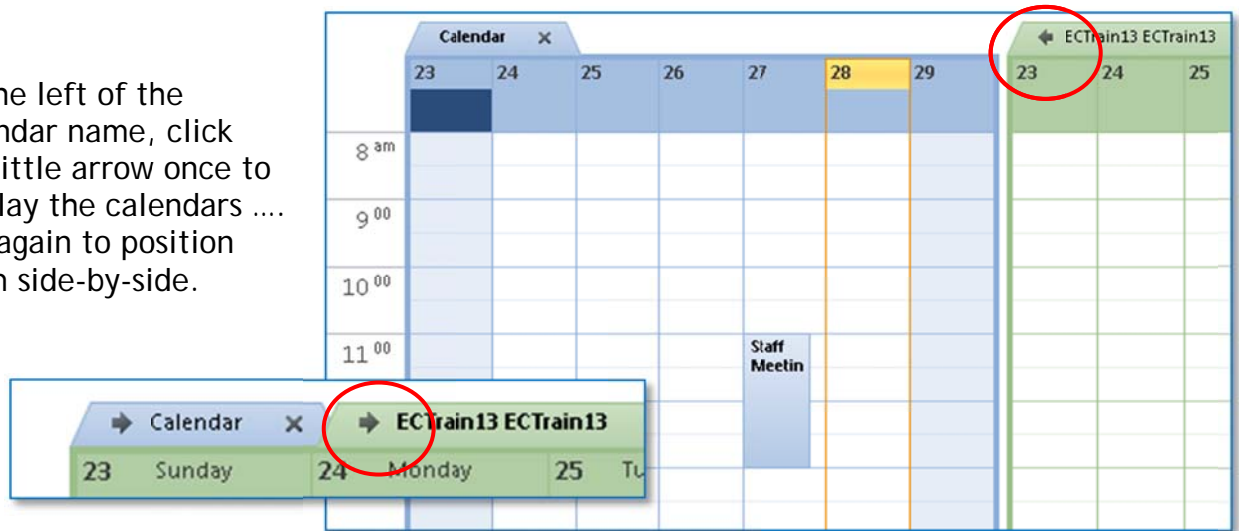 Calendar x ECTrain13 ECTrain13
23 24 25 26 27 28 29 23 24 25
he left of the
ndar name, click
ittle arrow once to
lay the calendars ....
again to position
n side-by-side.
8 am
9 00
10 00
11 00
Staff
Meetin
Calendar x ECTrain13 ECTrain13
23 Sunday 24 Monday 25 Tu